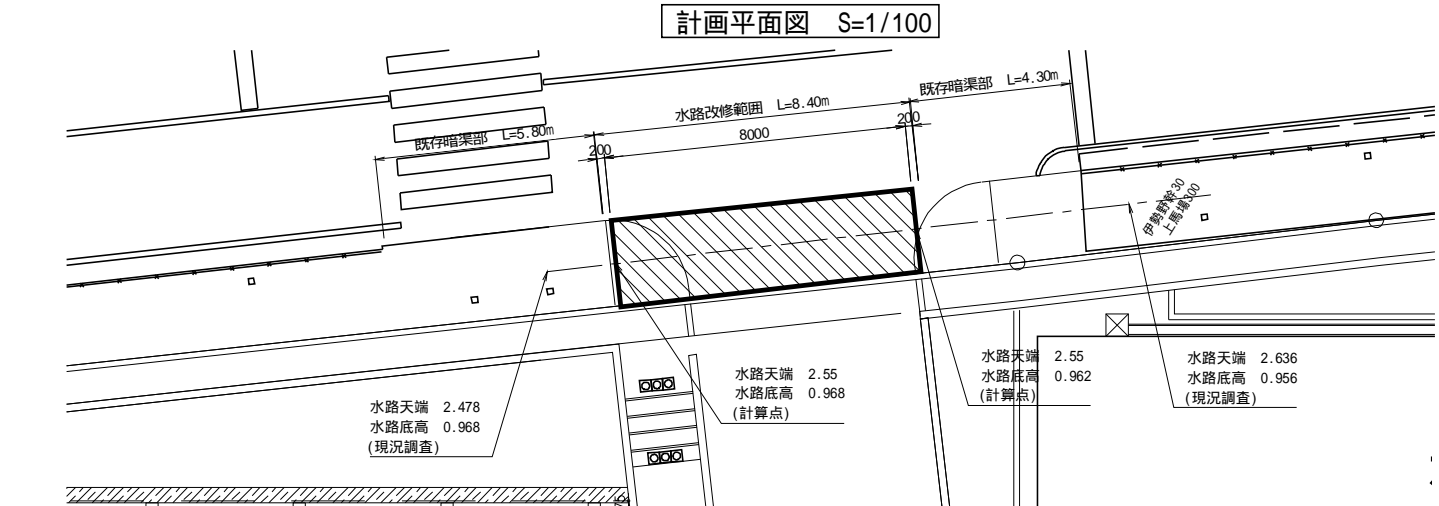 計画平面図 S=1/100
既存暗渠部 L=5.80m
水路改修範囲 L=8.40m
既存暗渠部 L=4.30m
200
8000
200
伊勢野幹30
上馬場300
水路天端 2.478
水路底高 0.968
(現況調査)
水路天端 2.55
水路底高 0.968
(計算点)
水路天端 2.55
水路底高 0.962
(計算点)
水路天端 2.636
水路底高 0.956
(現況調査)